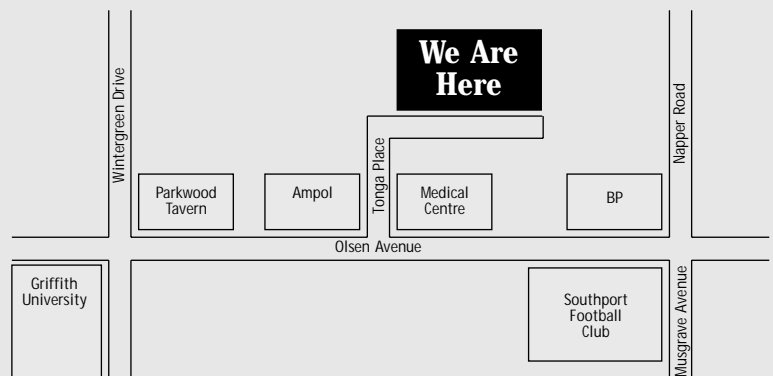 We Are
Here
Wintergreen Drive
Napper Road
Tonga Place
Parkwood
Tavern
Ampol
Medical
Centre
BP
Olsen Avenue
Griffith
University
Southport
Football
Club
Musgrave Avenue